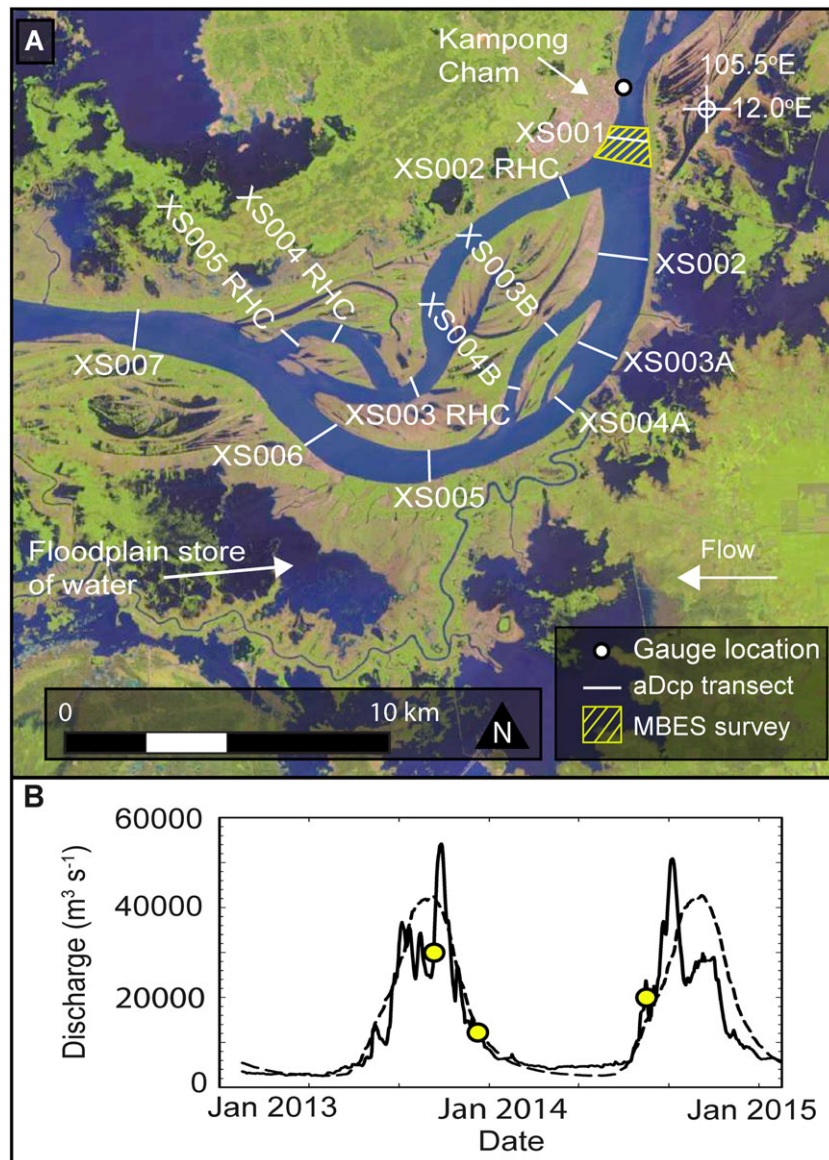 A
Kampong
Cham
105.5°E
12.0°E
XS001
XS002 RHC
XS004 RHC
XS005 RHC
XS003B
XS002
XS004B
XS003A
XS007
XS003 RHC
XS004A
XS006
XS005
Floodplain store
of water
Flow
Gauge location
aDcp transect
MBES survey
0 10 km
N
B
60000
40000
20000
0
Discharge (m³ s⁻¹)
Jan 2013 Jan 2014 Jan 2015
Date